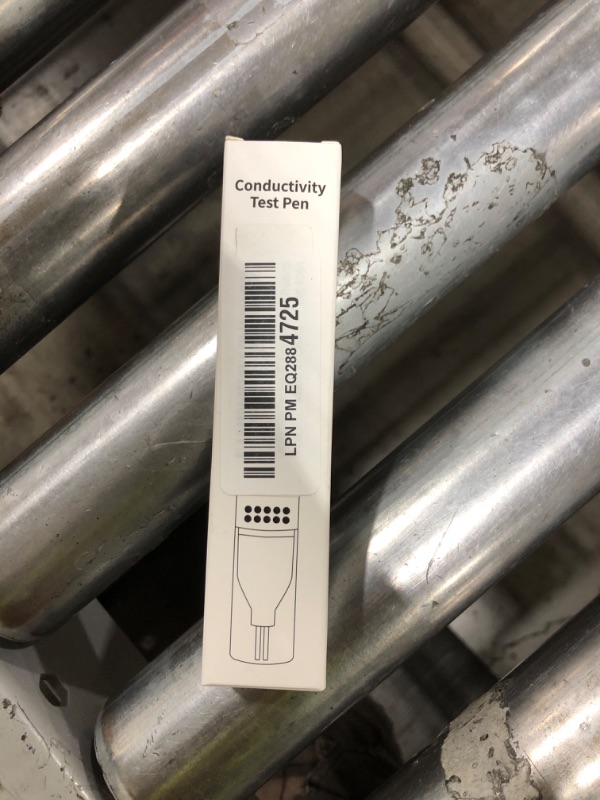 Conductivity
Test Pen
LPN PM EQ2884725